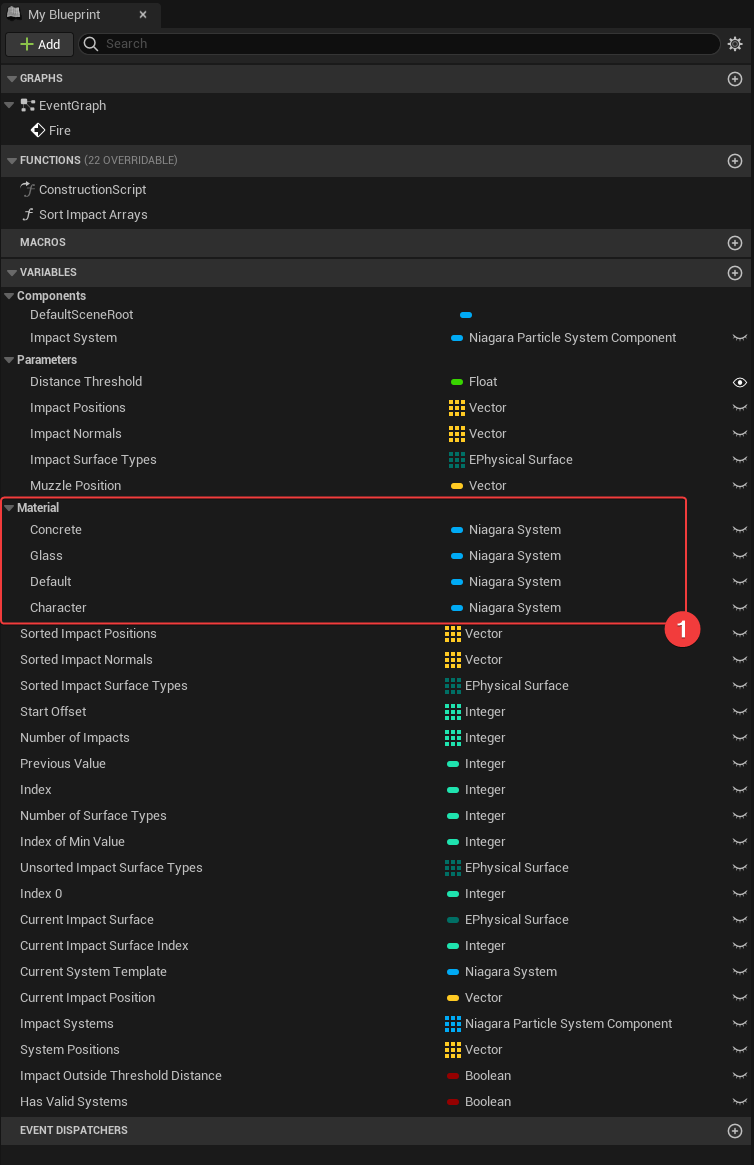 My Blueprint
Add
Search
GRAPHS
EventGraph
Fire
FUNCTIONS (22 OVERRIDABLE)
ConstructionScript
Sort Impact Arrays
MACROS
VARIABLES
Components
DefaultSceneRoot
Impact System Niagara Particle System Component
Parameters
Distance Threshold Float
Impact Positions Vector
Impact Normals Vector
Impact Surface Types EPhysical Surface
Muzzle Position Vector
Material
Concrete Niagara System
Glass Niagara System
Default Niagara System
Character Niagara System
1
Sorted Impact Positions Vector
Sorted Impact Normals Vector
Sorted Impact Surface Types EPhysical Surface
Start Offset Integer
Number of Impacts Integer
Previous Value Integer
Index Integer
Number of Surface Types Integer
Index of Min Value Integer
Unsorted Impact Surface Types EPhysical Surface
Index 0 Integer
Current Impact Surface EPhysical Surface
Current Impact Surface Index Integer
Current System Template Niagara System
Current Impact Position Vector
Impact Systems Niagara Particle System Component
System Positions Vector
Impact Outside Threshold Distance Boolean
Has Valid Systems Boolean
EVENT DISPATCHERS